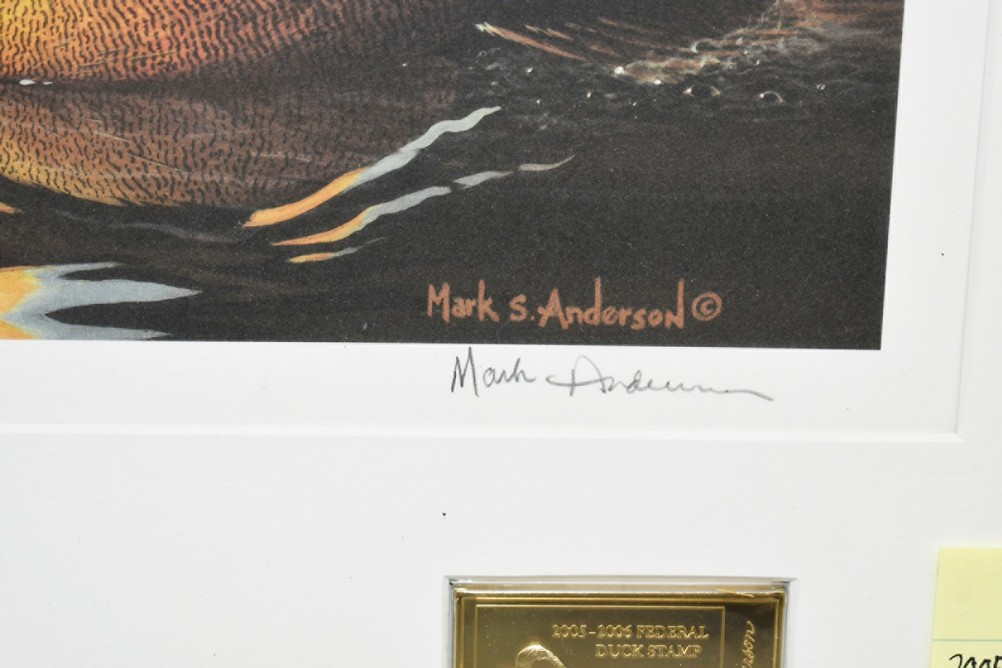 Mark S. Anderson ©
Mark Anderson
2005-2006 FEDERAL
DUCK STAMP